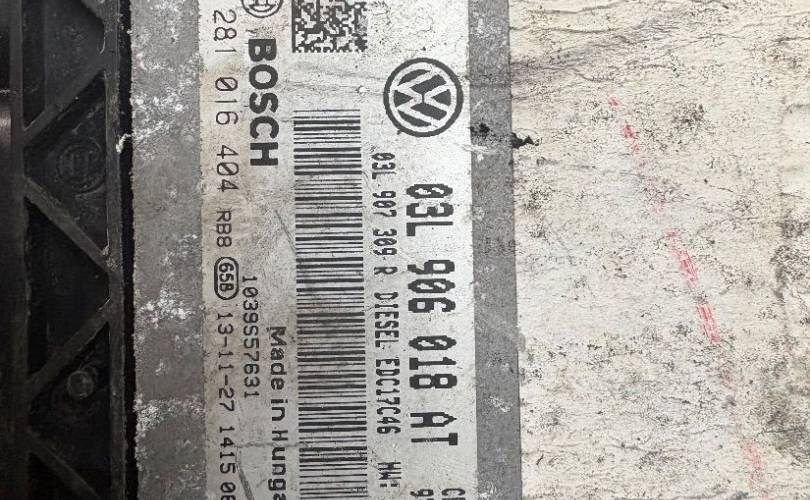 03L 906 018 AT
03L 907 309 R DIESEL EDC17C46 HW:
BOSCH Made in Hunga
1039S57631
281 016 404 RB8 65B 13-11-27 1415